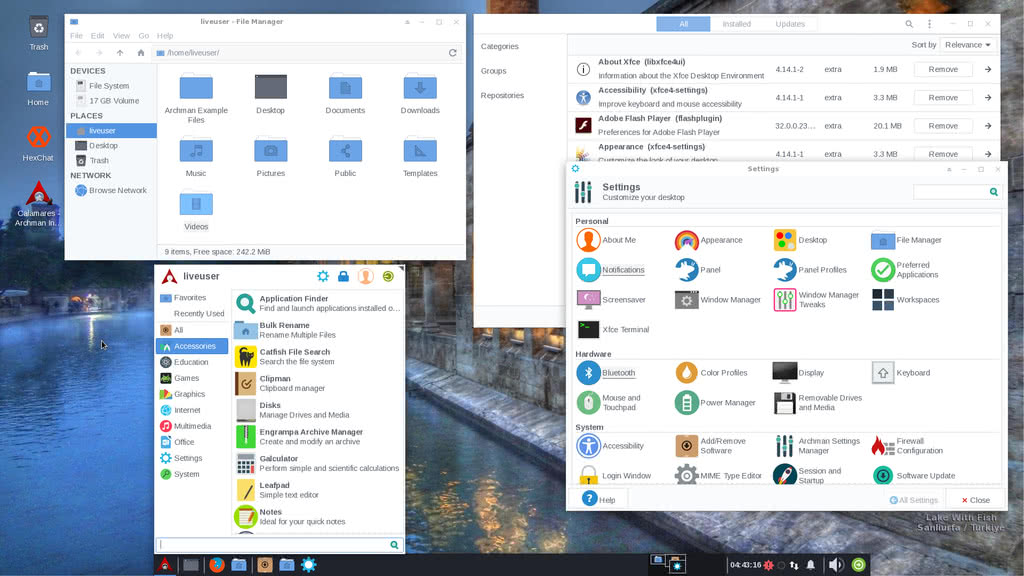 Trash
Home
HexChat
Calamares -
Archman In...
liveuser - File Manager
File Edit View Go Help
/home/liveuser/
DEVICES
File System
17 GB Volume
PLACES
liveuser
Desktop
Trash
NETWORK
Browse Network
Archman Example
Files
Desktop
Documents
Downloads
Music
Pictures
Public
Templates
Videos
9 items, Free space: 242.2 MiB
All Installed Updates
Categories
Groups
Repositories
Sort by Relevance
About Xfce (libxfce4ui)
Information about the Xfce Desktop Environment
4.14.1-2 extra 1.9 MB Remove
Accessibility (xfce4-settings)
Improve keyboard and mouse accessibility
4.14.1-1 extra 3.3 MB Remove
Adobe Flash Player (flashplugin)
Preferences for Adobe Flash Player
32.0.0.23... extra 20.1 MB Remove
Appearance (xfce4-settings)
Customize the look of your desktop
4.14.1-1 extra 3.3 MB Remove
Settings
Settings
Customize your desktop
Personal
About Me
Appearance
Desktop
File Manager
Notifications
Panel
Panel Profiles
Preferred
Applications
Screensaver
Window Manager
Window Manager
Tweaks
Workspaces
Xfce Terminal
Hardware
Bluetooth
Color Profiles
Display
Keyboard
Mouse and
Touchpad
Power Manager
Removable Drives
and Media
System
Accessibility
Add/Remove
Software
Archman Settings
Manager
Firewall
Configuration
Login Window
MIME Type Editor
Session and
Startup
Software Update
Help
All Settings
Close
Lake With Fish
Sanliurfa / Turkiye
liveuser
Favorites
Recently Used
All
Accessories
Education
Games
Graphics
Internet
Multimedia
Office
Settings
System
Application Finder
Find and launch applications installed o...
Bulk Rename
Rename Multiple Files
Catfish File Search
Search the file system
Clipman
Clipboard manager
Disks
Manage Drives and Media
Engrampa Archive Manager
Create and modify an archive
Galculator
Perform simple and scientific calculations
Leafpad
Simple text editor
Notes
Ideal for your quick notes
04:43:16